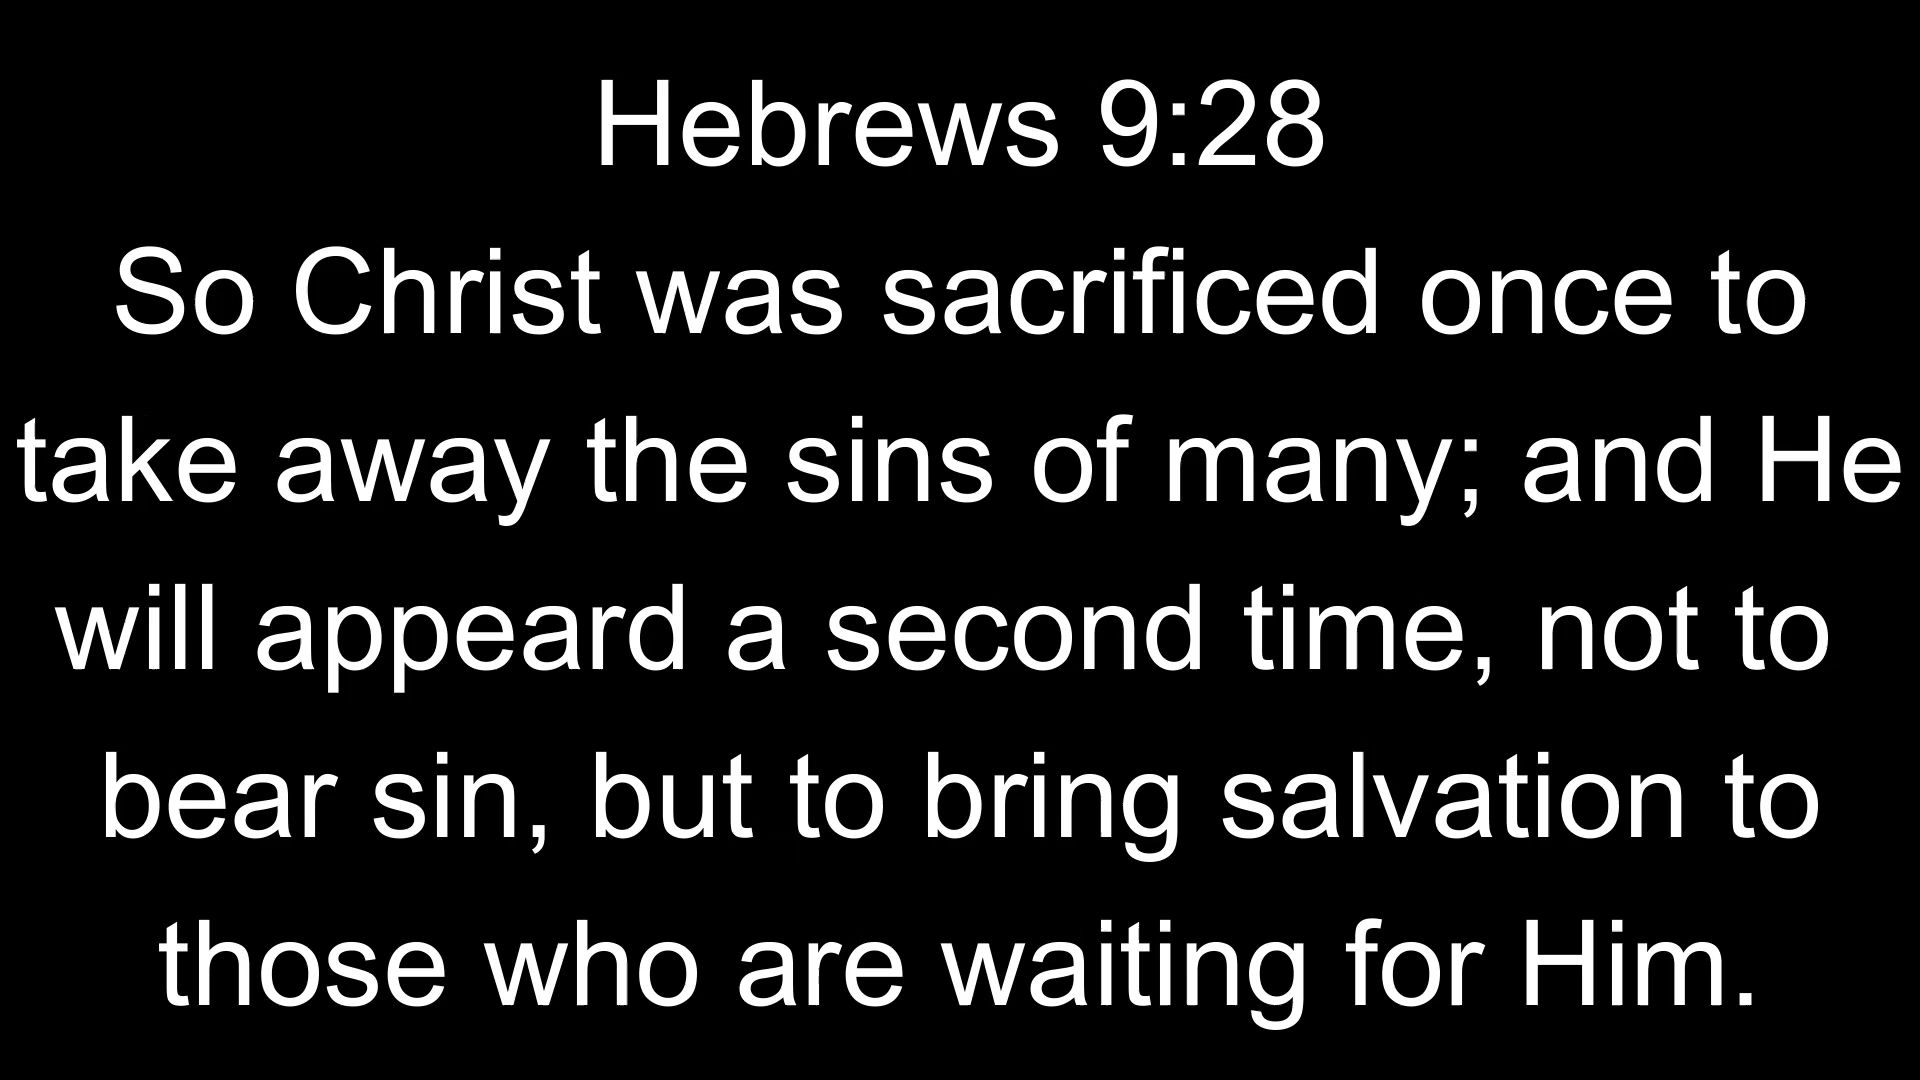 Hebrews 9:28
So Christ was sacrificed once to
take away the sins of many; and He
will appeard a second time, not to
bear sin, but to bring salvation to
those who are waiting for Him.